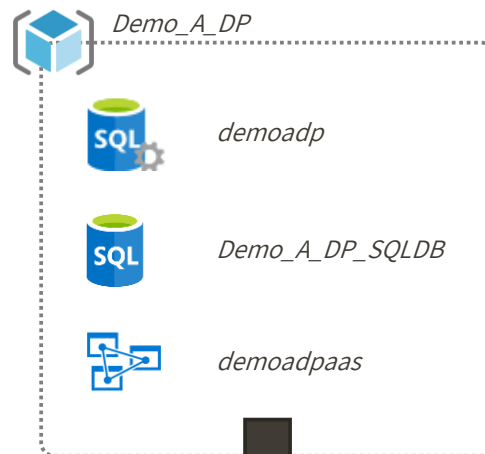 Demo_A_DP
SQL
demoadp
SQL
Demo_A_DP_SQLDB
demoadpaas